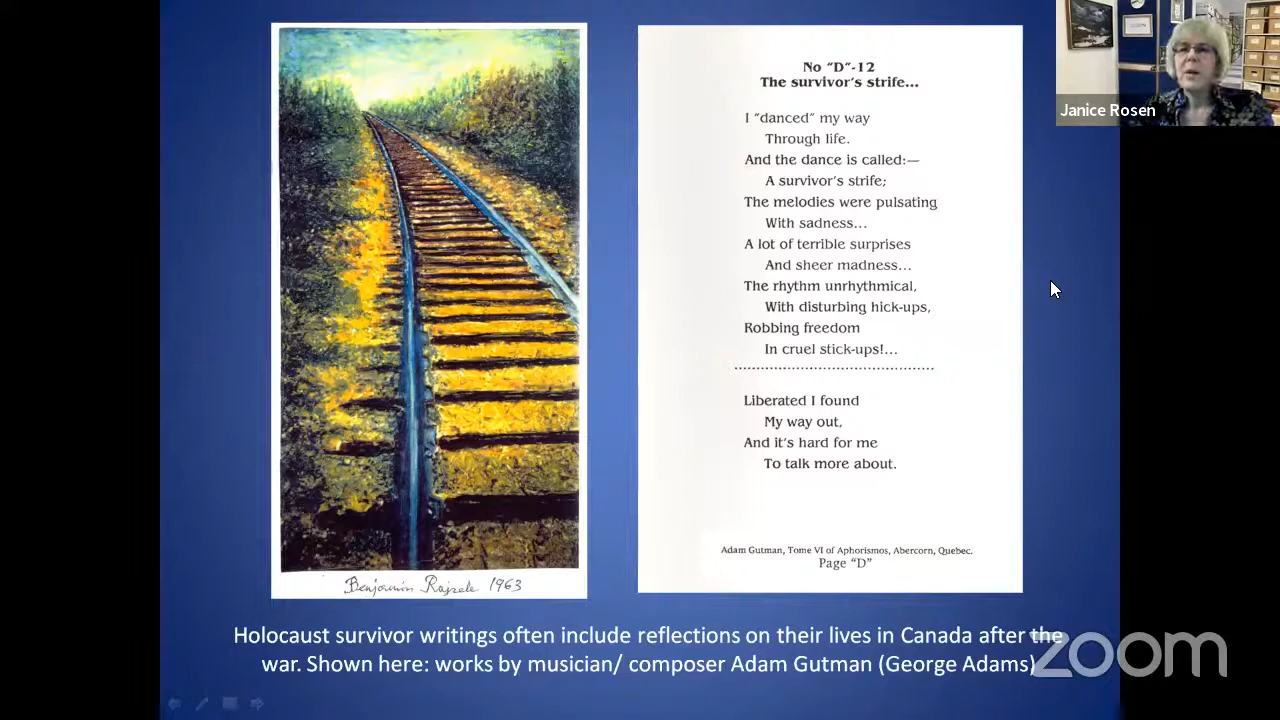 No "D"-12
The survivor's strife...
I "danced" my way
Through life.
And the dance is called:—
A survivor's strife;
The melodies were pulsating
With sadness...
A lot of terrible surprises
And sheer madness...
The rhythm unrhythmical,
With disturbing hick-ups,
Robbing freedom
In cruel stick-ups!...
Liberated I found
My way out,
And it's hard for me
To talk more about.
Adam Gutman, Tome VI of Aphorismos, Abercorn, Quebec.
Page "D"
Benjamin Rajzele 1963
Holocaust survivor writings often include reflections on their lives in Canada after the
war. Shown here: works by musician/ composer Adam Gutman (George Adams)
Janice Rosen
zoom